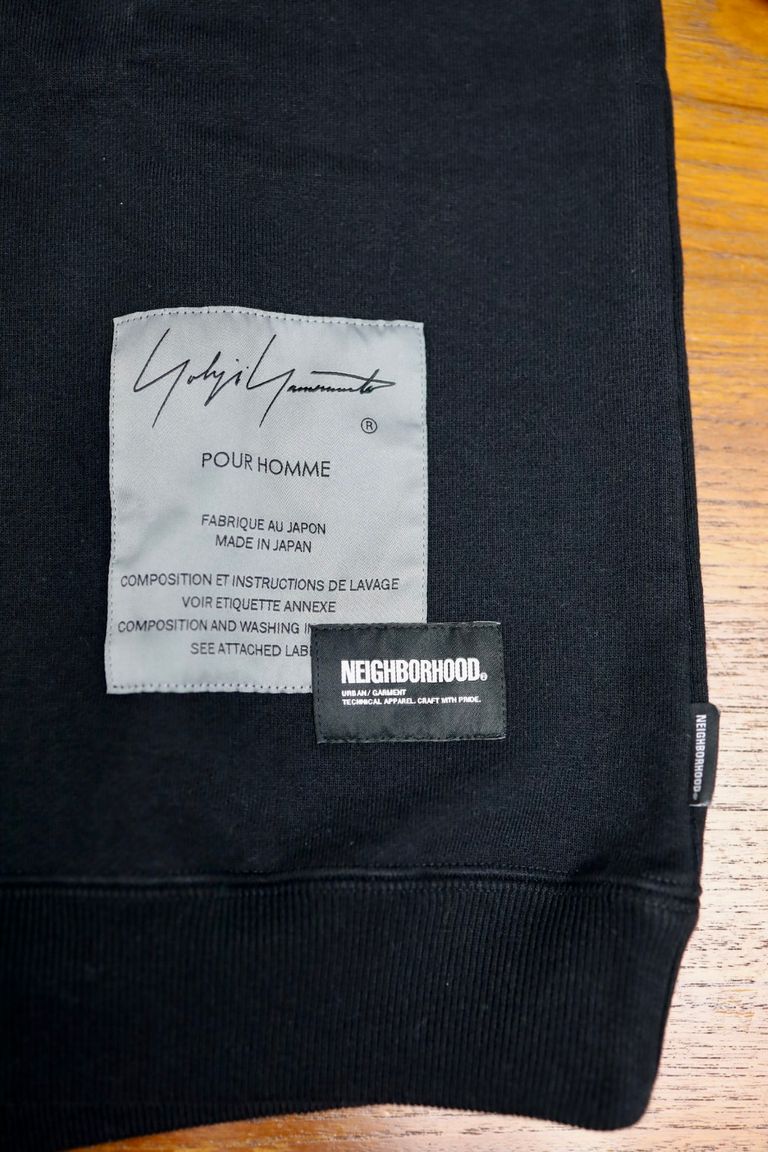 Yohji Yamamoto
®
POUR HOMME
FABRIQUE AU JAPON
MADE IN JAPAN
COMPOSITION ET INSTRUCTIONS DE LAVAGE
VOIR ETIQUETTE ANNEXE
COMPOSITION AND WASHING
SEE ATTACHED
NEIGHBORHOOD®
URBAN / GARMENT
TECHNICAL APPAREL. CRAFT WITH PRIDE.
NEIGHBORHOOD®